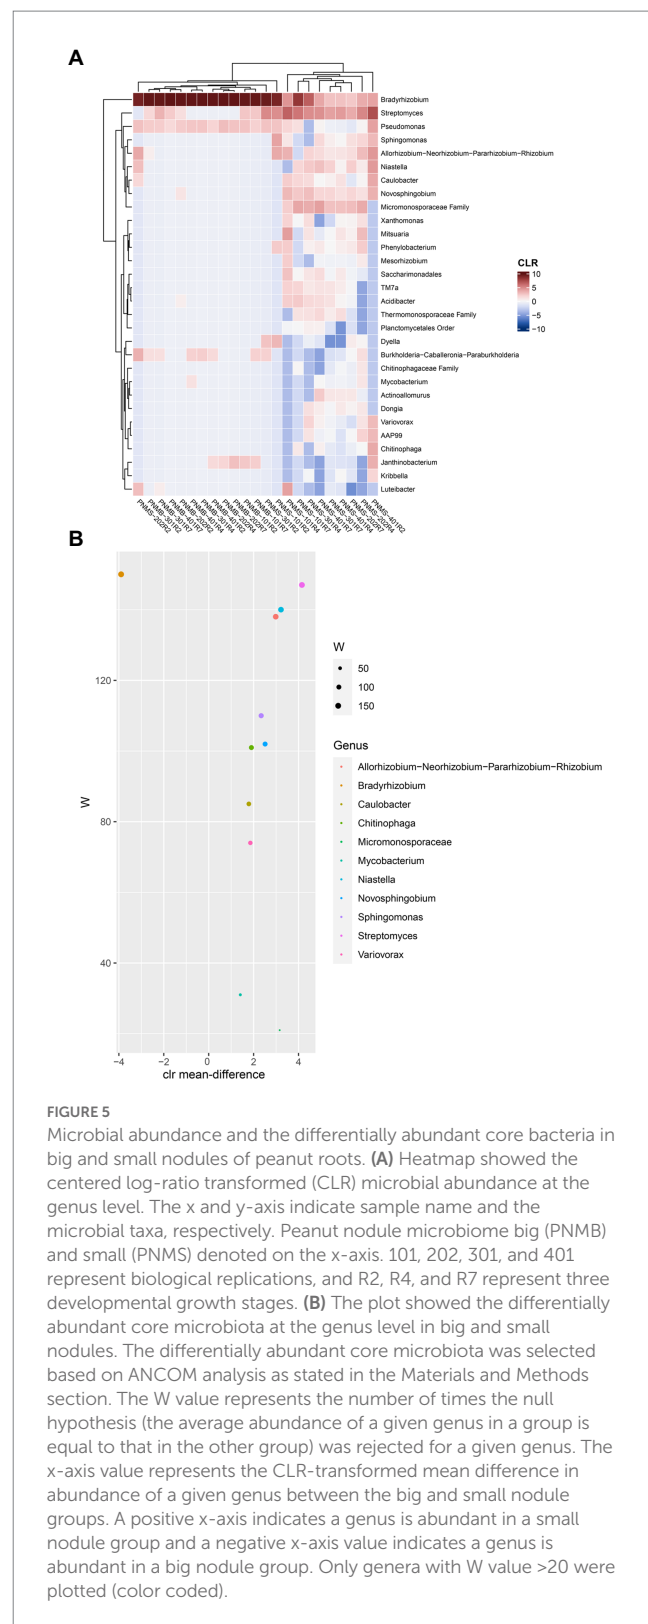 A
Bradyrhizobium
Streptomyces
Pseudomonas
Sphingomonas
Allorhizobium−Neorhizobium−Pararhizobium−Rhizobium
Niastella
Caulobacter
Novosphingobium
Micromonosporaceae Family
Xanthomonas
Mitsuaria
Phenylobacterium
Mesorhizobium
Saccharimonadales
TM7a
Acidibacter
Thermomonosporaceae Family
Planctomycetales Order
Dyella
Burkholderia−Caballeronia−Paraburkholderia
Chitinophagaceae Family
Mycobacterium
Actinoallomurus
Dongia
Variovorax
AAP99
Chitinophaga
Janthinobacterium
Kribbella
Luteibacter
CLR
10
5
0
−5
−10
PNMS−202R2
PNMS−401R2
B
120
80
40
W
−4
−2
0
2
4
clr mean−difference
W
50
100
150
Genus
Allorhizobium−Neorhizobium−Pararhizobium−Rhizobium
Bradyrhizobium
Caulobacter
Chitinophaga
Micromonosporaceae
Mycobacterium
Niastella
Novosphingobium
Sphingomonas
Streptomyces
Variovorax
FIGURE 5
Microbial abundance and the differentially abundant core bacteria in
big and small nodules of peanut roots. (A) Heatmap showed the
centered log-ratio transformed (CLR) microbial abundance at the
genus level. The x and y-axis indicate sample name and the
microbial taxa, respectively. Peanut nodule microbiome big (PNMB)
and small (PNMS) denoted on the x-axis. 101, 202, 301, and 401
represent biological replications, and R2, R4, and R7 represent three
developmental growth stages. (B) The plot showed the differentially
abundant core microbiota at the genus level in big and small
nodules. The differentially abundant core microbiota was selected
based on ANCOM analysis as stated in the Materials and Methods
section. The W value represents the number of times the null
hypothesis (the average abundance of a given genus in a group is
equal to that in the other group) was rejected for a given genus. The
x-axis value represents the CLR-transformed mean difference in
abundance of a given genus between the big and small nodule
groups. A positive x-axis indicates a genus is abundant in a small
nodule group and a negative x-axis value indicates a genus is
abundant in a big nodule group. Only genera with W value >20 were
plotted (color coded).